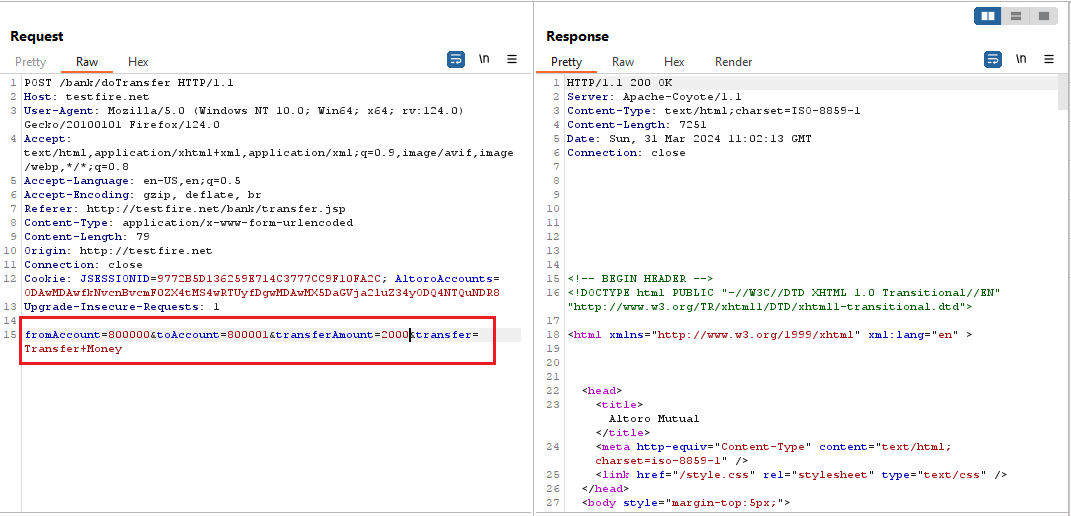 Request
Pretty Raw Hex
\n
1 POST /bank/doTransfer HTTP/1.1
2 Host: testfire.net
3 User-Agent: Mozilla/5.0 (Windows NT 10.0; Win64; x64; rv:124.0)
Gecko/20100101 Firefox/124.0
4 Accept:
text/html,application/xhtml+xml,application/xml;q=0.9,image/avif,image
/webp,*/*;q=0.8
5 Accept-Language: en-US,en;q=0.5
6 Accept-Encoding: gzip, deflate, br
7 Referer: http://testfire.net/bank/transfer.jsp
8 Content-Type: application/x-www-form-urlencoded
9 Content-Length: 79
10 Origin: http://testfire.net
11 Connection: close
12 Cookie: JSESSIONID=9772B5D136259E714C3777CC9F10FA2C; AltoroAccounts=
13 Upgrade-Insecure-Requests: 1
14
15 fromAccount=800000&toAccount=800001&transferAmount=2000&transfer=
Transfer+Money
Response
Pretty Raw Hex Render
\n
1 HTTP/1.1 200 OK
2 Server: Apache-Coyote/1.1
3 Content-Type: text/html;charset=ISO-8859-1
4 Content-Length: 7251
5 Date: Sun, 31 Mar 2024 11:02:13 GMT
6 Connection: close
7
8
9
10
11
12
13
14
15 <!-- BEGIN HEADER -->
16 <!DOCTYPE html PUBLIC "-//W3C//DTD XHTML 1.0 Transitional//EN"
"http://www.w3.org/TR/xhtml1/DTD/xhtml1-transitional.dtd">
17
18 <html xmlns="http://www.w3.org/1999/xhtml" xml:lang="en" >
19
20
21
22 <head>
23 <title>
Altoro Mutual
</title>
24 <meta http-equiv="Content-Type" content="text/html;
charset=iso-8859-1" />
25 <link href="/style.css" rel="stylesheet" type="text/css" />
26 </head>
27 <body style="margin-top:5px;">